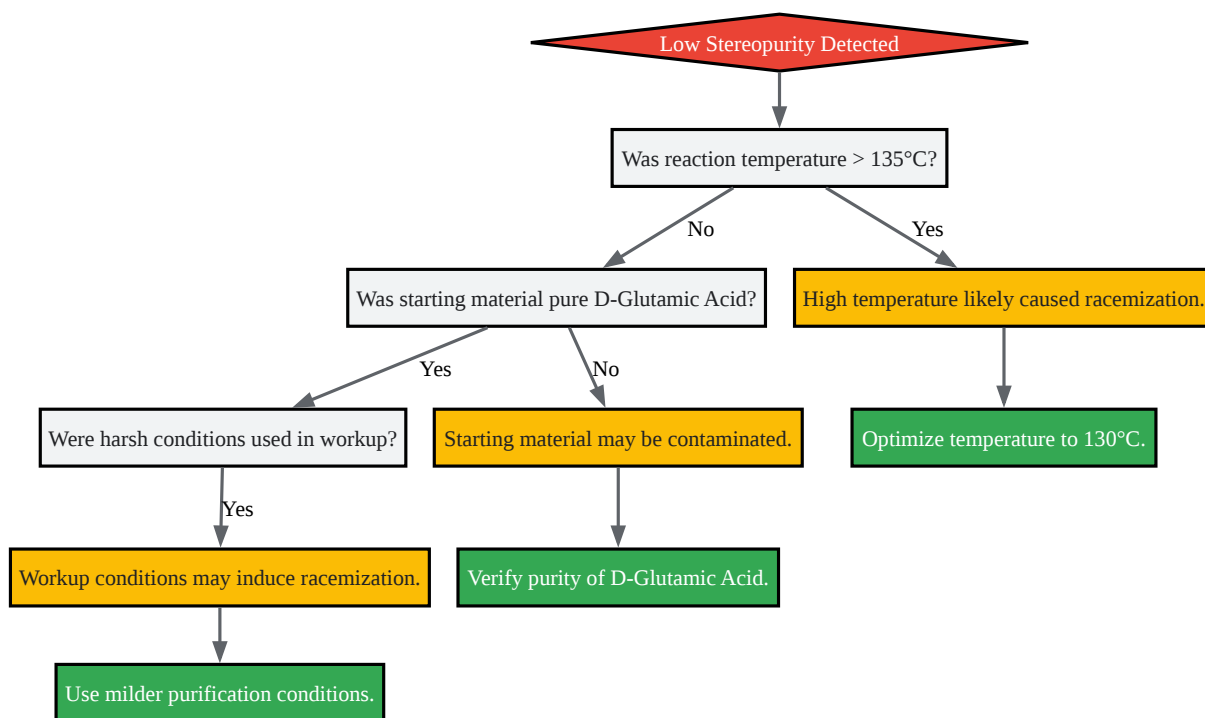 Low Stereopurity Detected
Was reaction temperature > 135°C?
No
Yes
Was starting material pure D-Glutamic Acid?
High temperature likely caused racemization.
Yes
No
Were harsh conditions used in workup?
Starting material may be contaminated.
Optimize temperature to 130°C.
Yes
Workup conditions may induce racemization.
Verify purity of D-Glutamic Acid.
Use milder purification conditions.